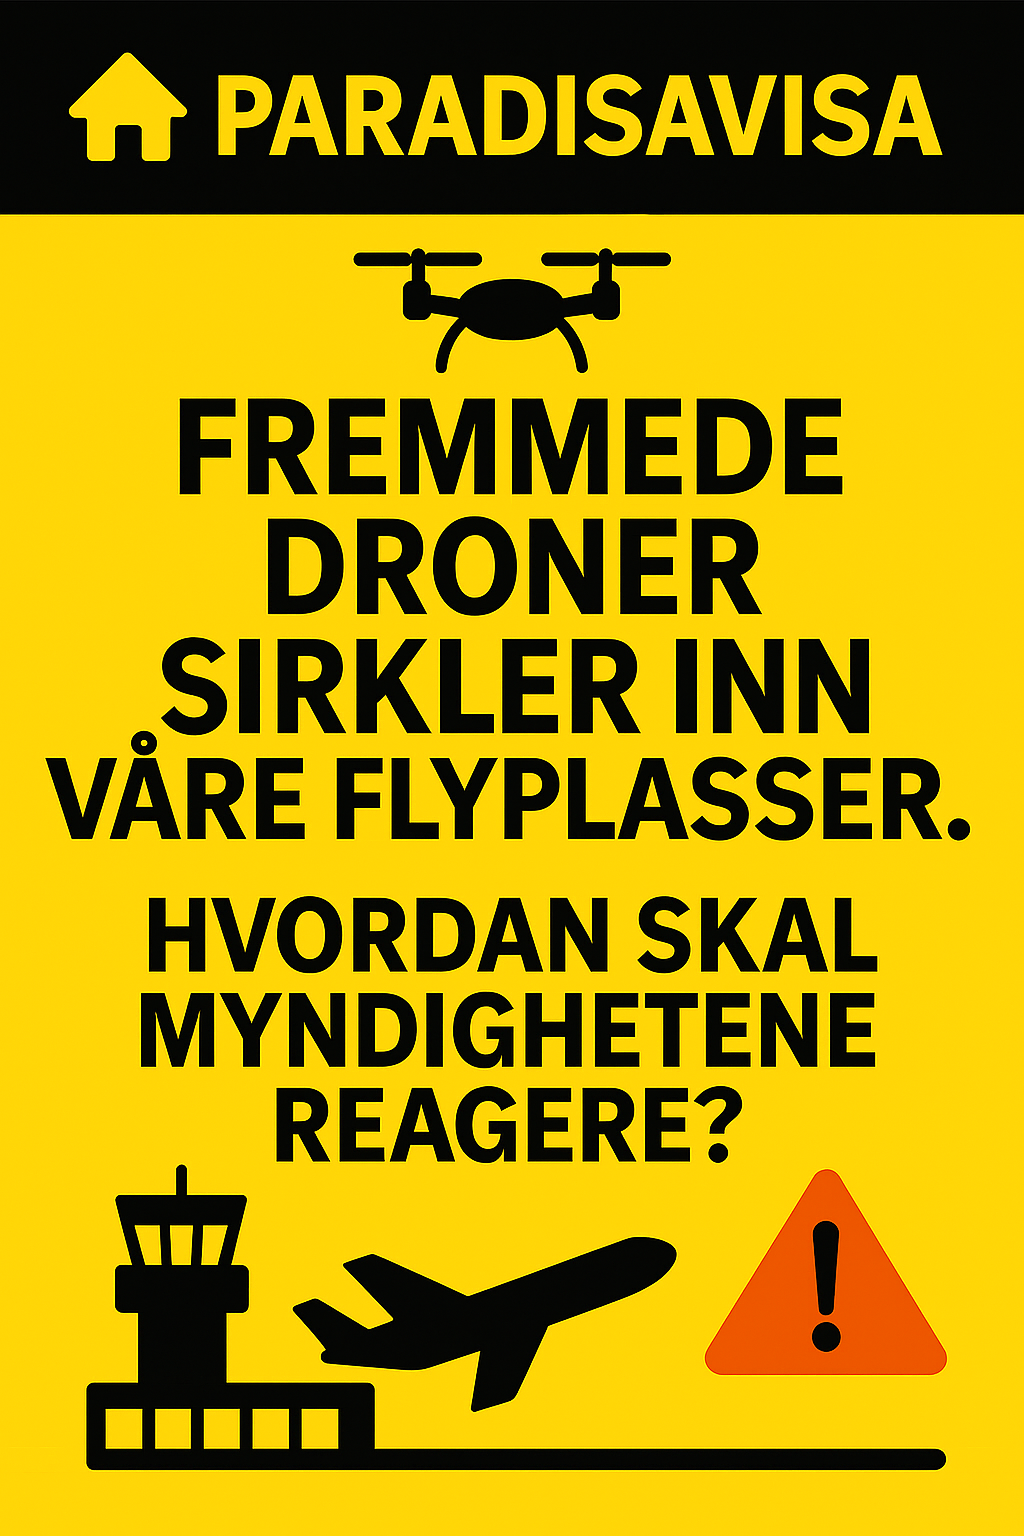 PARADISAVISA
FREMMEDE
DRONER
SIRKLER INN
VÅRE FLYPLASSER.
HVORDAN SKAL
MYNDIGHETENE
REAGERE?